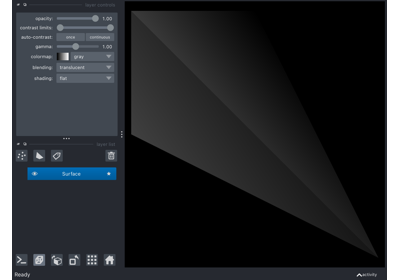 layer controls
opacity: 1.00
contrast limits:
auto-contrast: once continuous
gamma: 1.00
colormap: gray
blending: translucent
shading: flat
layer list
Surface
Ready
activity